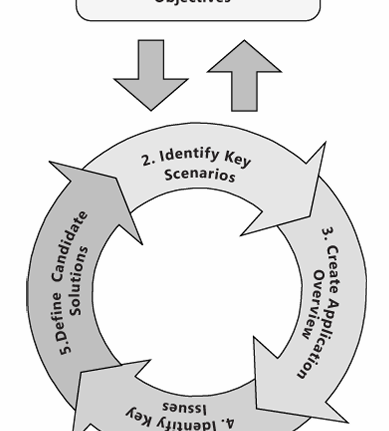 Objectives
2. Identify Key
Scenarios
3. Create Application
Overview
4. Identify Key
Issues
5.Define Candidate
Solutions